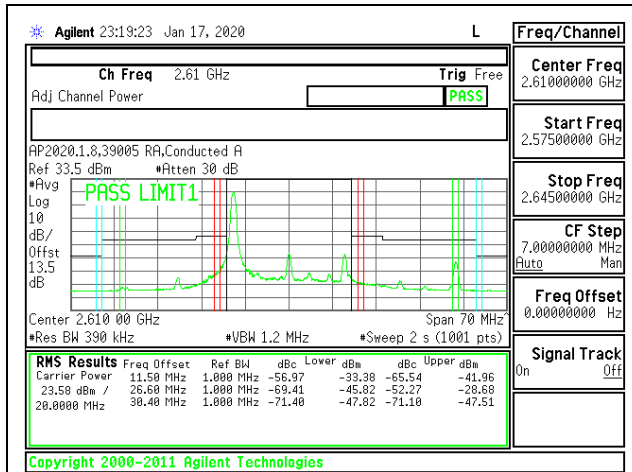 Agilent 23:19:23 Jan 17, 2020 L
Freq/Channel
Ch Freq 2.61 GHz Trig Free
Adj Channel Power PASS
Center Freq
2.61000000 GHz
Start Freq
2.57500000 GHz
Stop Freq
2.64500000 GHz
CF Step
7.00000000 MHz
Auto Man
Freq Offset
0.00000000 Hz
Signal Track
On Off
AP2020.1.8,39005 RA,Conducted A
Ref 33.5 dBm #Atten 30 dB
#Avg
Log
10
dB/
Offst
13.5
dB
PASS LIMIT1
Center 2.610 00 GHz Span 70 MHz
#Res BW 390 kHz #VBW 1.2 MHz #Sweep 2 s (1001 pts)
RMS Results Freq Offset Ref BW dBc Lower dBm dBc Upper dBm
Carrier Power 11.50 MHz 1.000 MHz -56.97 -33.38 -65.54 -41.96
23.58 dBm / 26.60 MHz 1.000 MHz -69.41 -45.82 -52.27 -28.68
20.0000 MHz 30.40 MHz 1.000 MHz -71.40 -47.82 -71.10 -47.51
Copyright 2000-2011 Agilent Technologies